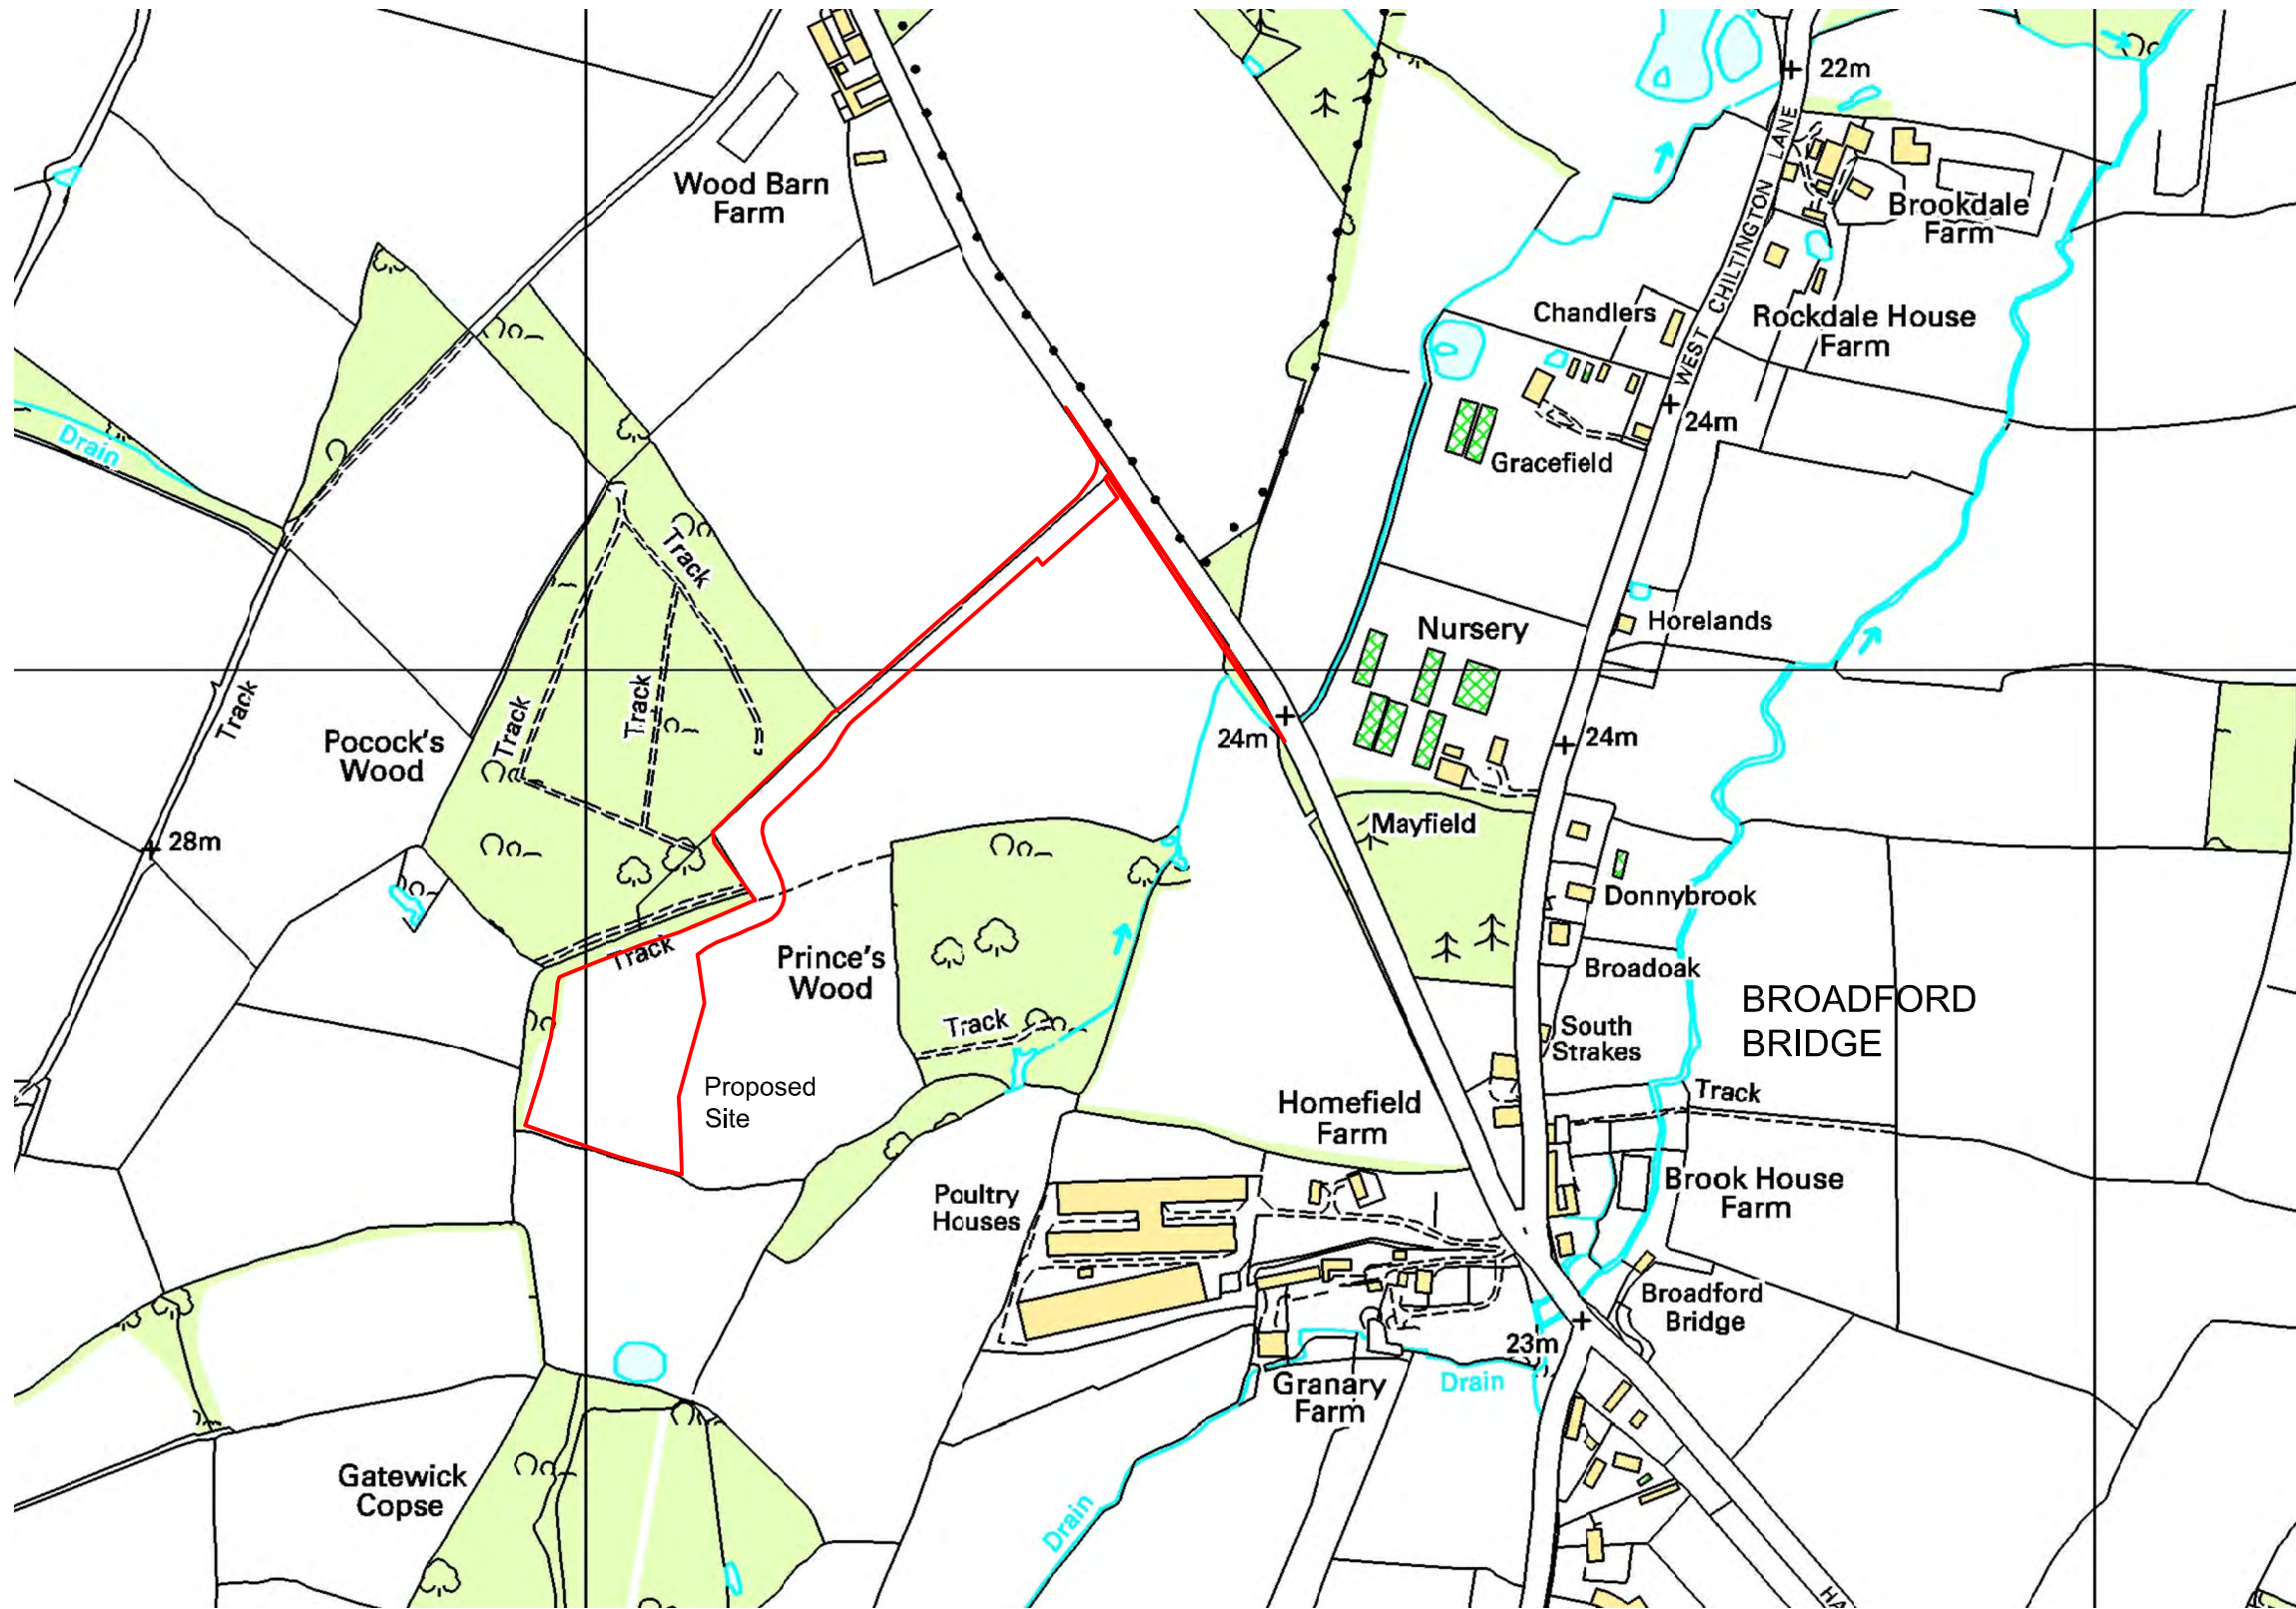 22m
WEST CHILTINGTON LANE
Wood Barn
Farm
Brookdale
Farm
Chandlers
Rockdale House
Farm
24m
Drain
Gracefield
Track
Horelands
Nursery
Track
Track
Track
Pocock's
Wood
24m
24m
Mayfield
28m
Donnybrook
Track
Prince's
Wood
Broadoak
BROADFORD
BRIDGE
Track
South
Strakes
Proposed
Site
Track
Homefield
Farm
Poultry
Houses
Brook House
Farm
Broadford
Bridge
23m
Granary
Farm
Drain
Gatewick
Copse
Drain